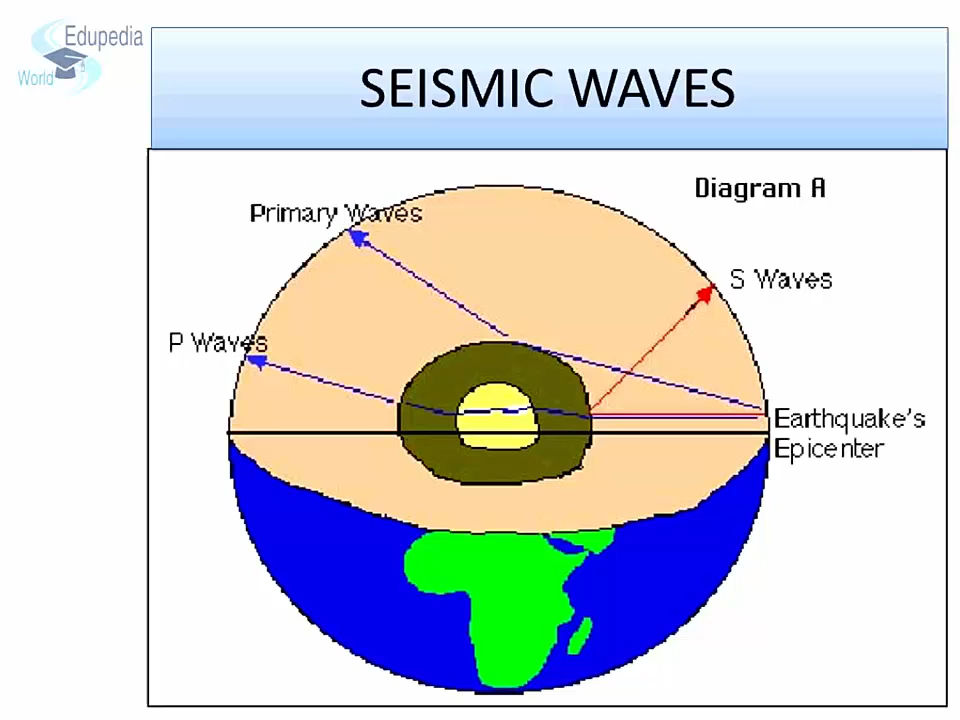 Edupedia
World
SEISMIC WAVES
Diagram A
Primary Waves
S Waves
P Waves
Earthquake's
Epicenter